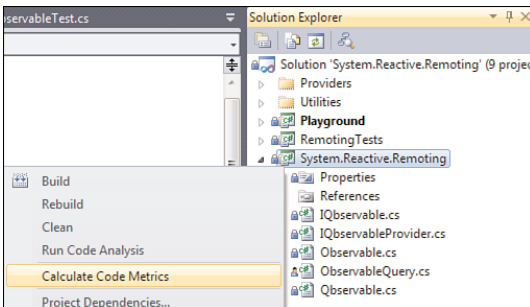 oservableTest.cs
Solution Explorer
Solution 'System.Reactive.Remoting' (9 projec
Providers
Utilities
Playground
RemotingTests
System.Reactive.Remoting
Properties
References
IQbservable.cs
IQbservableProvider.cs
Observable.cs
ObservableQuery.cs
Qbservable.cs
Build
Rebuild
Clean
Run Code Analysis
Calculate Code Metrics
Project Dependencies...